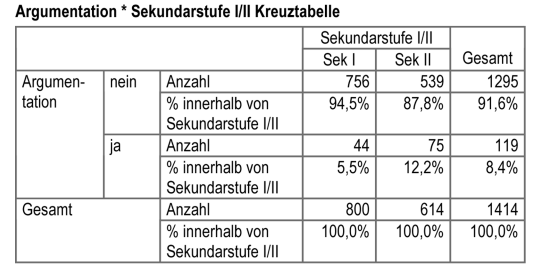 Argumentation * Sekundarstufe I/II Kreuztabelle
Sekundarstufe I/II
Sek I Sek II Gesamt
Argumen- nein Anzahl 756 539 1295
tation % innerhalb von 94,5% 87,8% 91,6%
Sekundarstufe I/II
ja Anzahl 44 75 119
% innerhalb von 5,5% 12,2% 8,4%
Sekundarstufe I/II
Gesamt Anzahl 800 614 1414
% innerhalb von 100,0% 100,0% 100,0%
Sekundarstufe I/II